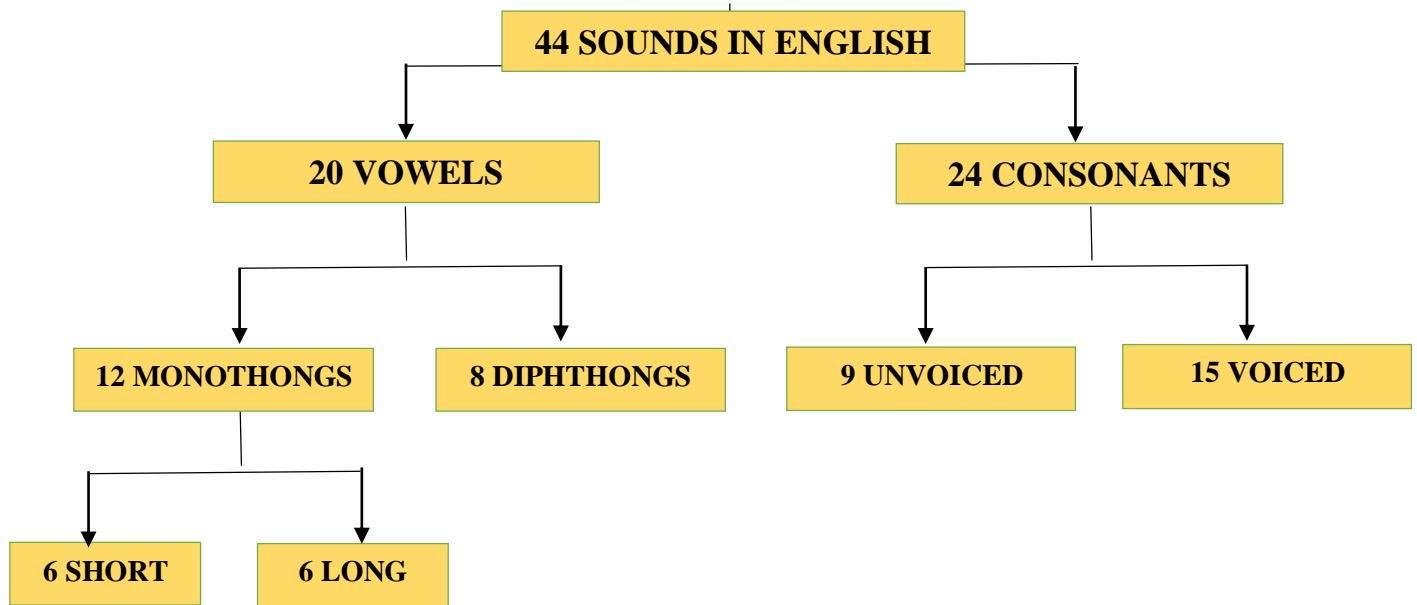 44 SOUNDS IN ENGLISH
20 VOWELS
24 CONSONANTS
12 MONOTHONGS
8 DIPHTHONGS
9 UNVOICED
15 VOICED
6 SHORT
6 LONG